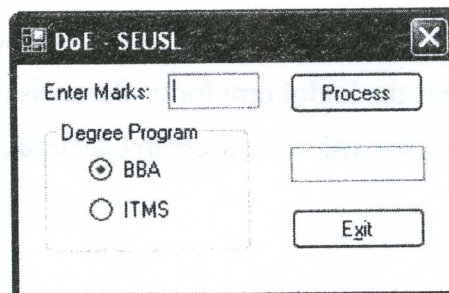 DoE - SEUSL
Enter Marks:
Process
Degree Program
BBA
ITMS
Exit